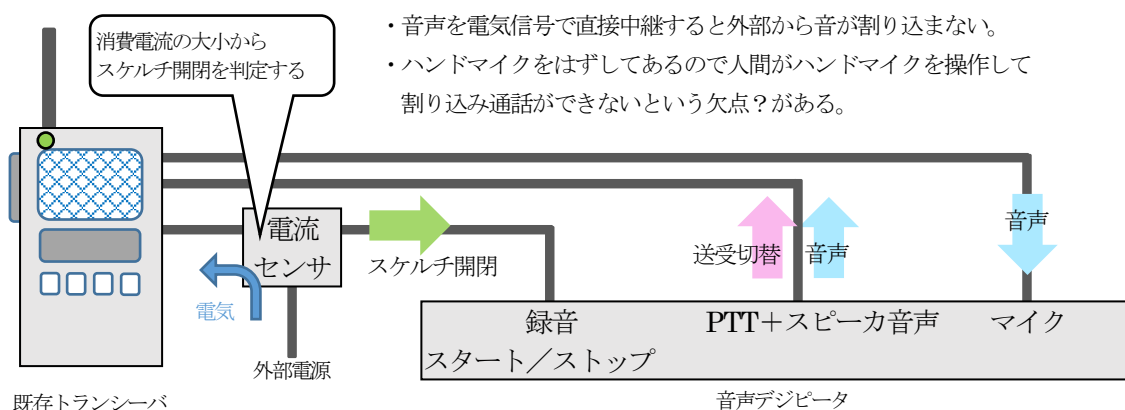 ・音声を電気信号で直接中継すると外部から音が割り込まない。
・ハンドマイクをはずしてあるので人間がハンドマイクを操作して
割り込み通話ができないという欠点？がある。
消費電流の大小から
スケルチ開閉を判定する
電流
センサ
スケルチ開閉
送受切替
音声
音声
電気
外部電源
録音
スタート／ストップ
PTT＋スピーカ音声
マイク
既存トランシーバ
音声デジピータ